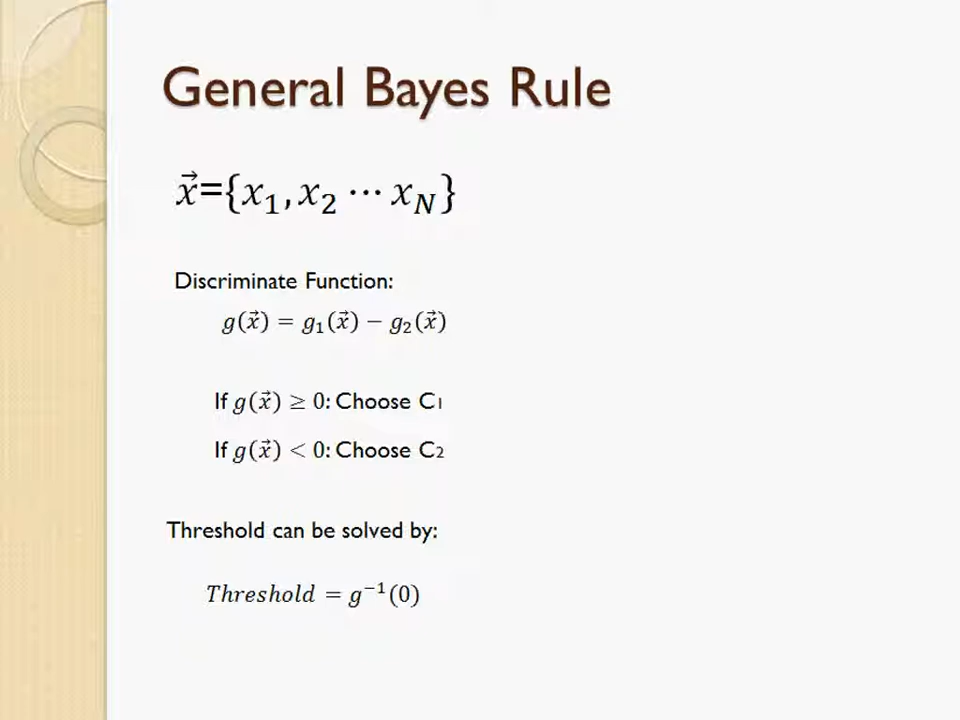 General Bayes Rule
x⃗={x₁,x₂ ⋯ x_N}
Discriminate Function:
g(x⃗) = g₁(x⃗) − g₂(x⃗)
If g(x⃗) ≥ 0: Choose C₁
If g(x⃗) < 0: Choose C₂
Threshold can be solved by:
Threshold = g⁻¹(0)